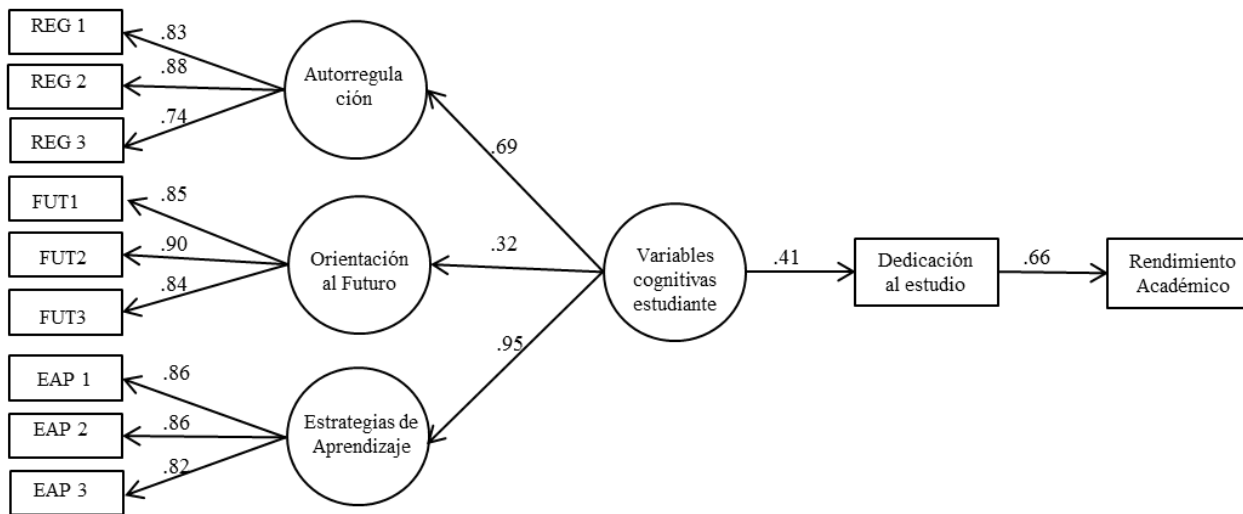 REG 1
.83
REG 2
.88
REG 3
.74
Autorregula
ción
.69
FUT1
.85
FUT2
.90
FUT3
.84
Orientación
al Futuro
.32
Variables
cognitivas
estudiante
.41
Dedicación
al estudio
.66
Rendimiento
Académico
EAP 1
.86
EAP 2
.86
EAP 3
.82
Estrategias de
Aprendizaje
.95